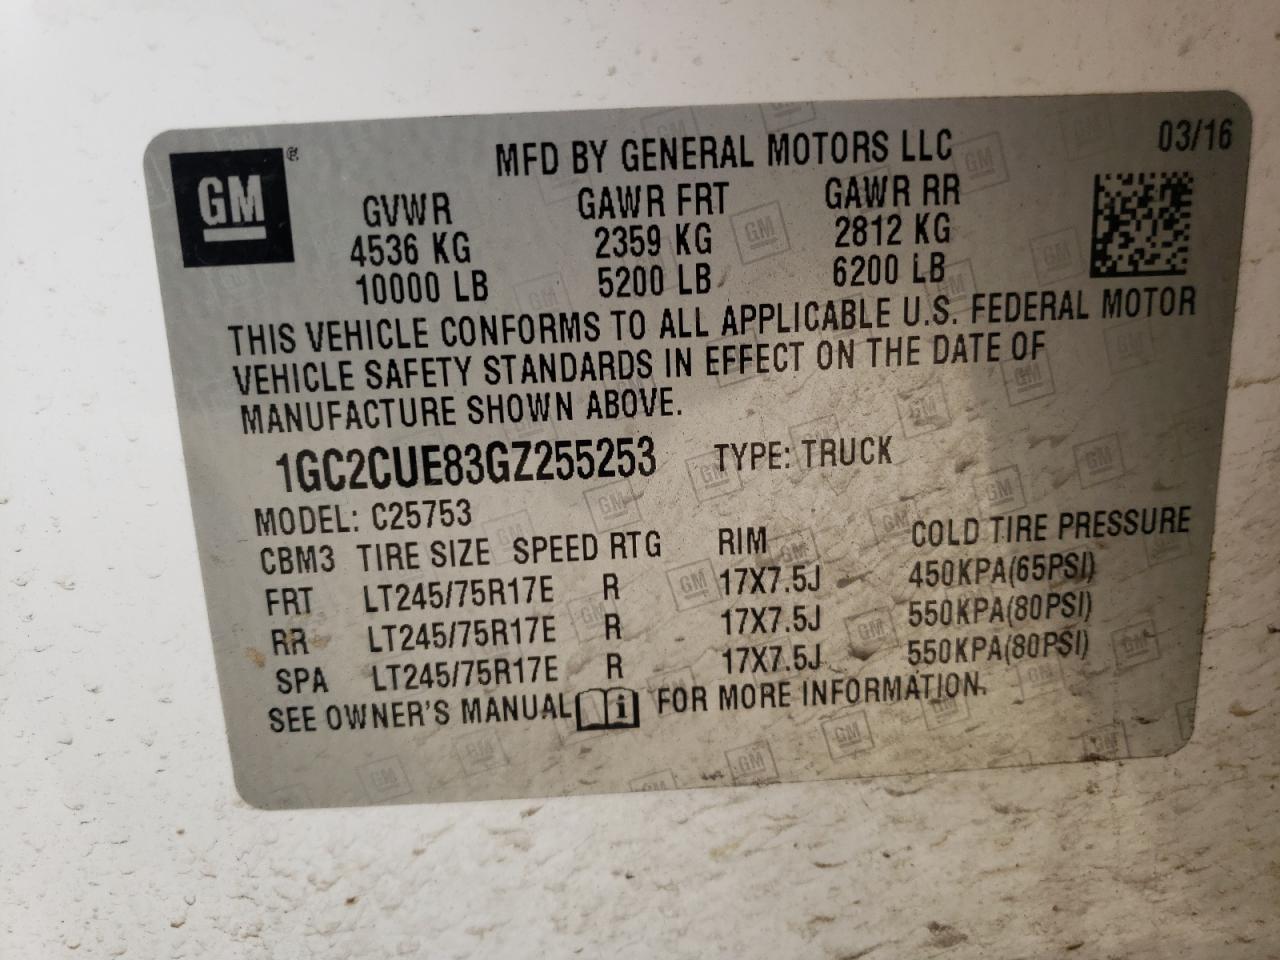 GM
MFD BY GENERAL MOTORS LLC 03/16
GVWR GAWR FRT GAWR RR
4536 KG 2359 KG 2812 KG
10000 LB 5200 LB 6200 LB
THIS VEHICLE CONFORMS TO ALL APPLICABLE U.S. FEDERAL MOTOR
VEHICLE SAFETY STANDARDS IN EFFECT ON THE DATE OF
MANUFACTURE SHOWN ABOVE.
1GC2CUE83GZ255253 TYPE: TRUCK
MODEL: C25753
CBM3 TIRE SIZE SPEED RTG RIM COLD TIRE PRESSURE
FRT LT245/75R17E R 17X7.5J 450KPA(65PSI)
RR LT245/75R17E R 17X7.5J 550KPA(80PSI)
SPA LT245/75R17E R 17X7.5J 550KPA(80PSI)
SEE OWNER'S MANUAL i FOR MORE INFORMATION.